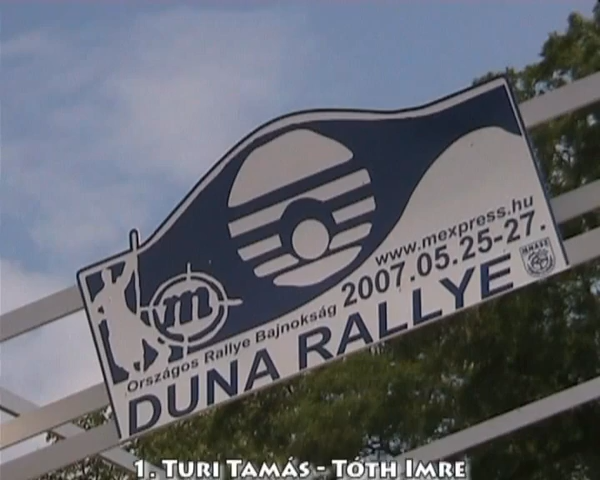 www.mexpress.hu
2007.05.25-27.
m
Országos Rallye Bajnokság
DUNA RALLYE
1. TURI TAMÁS - TÓTH IMRE